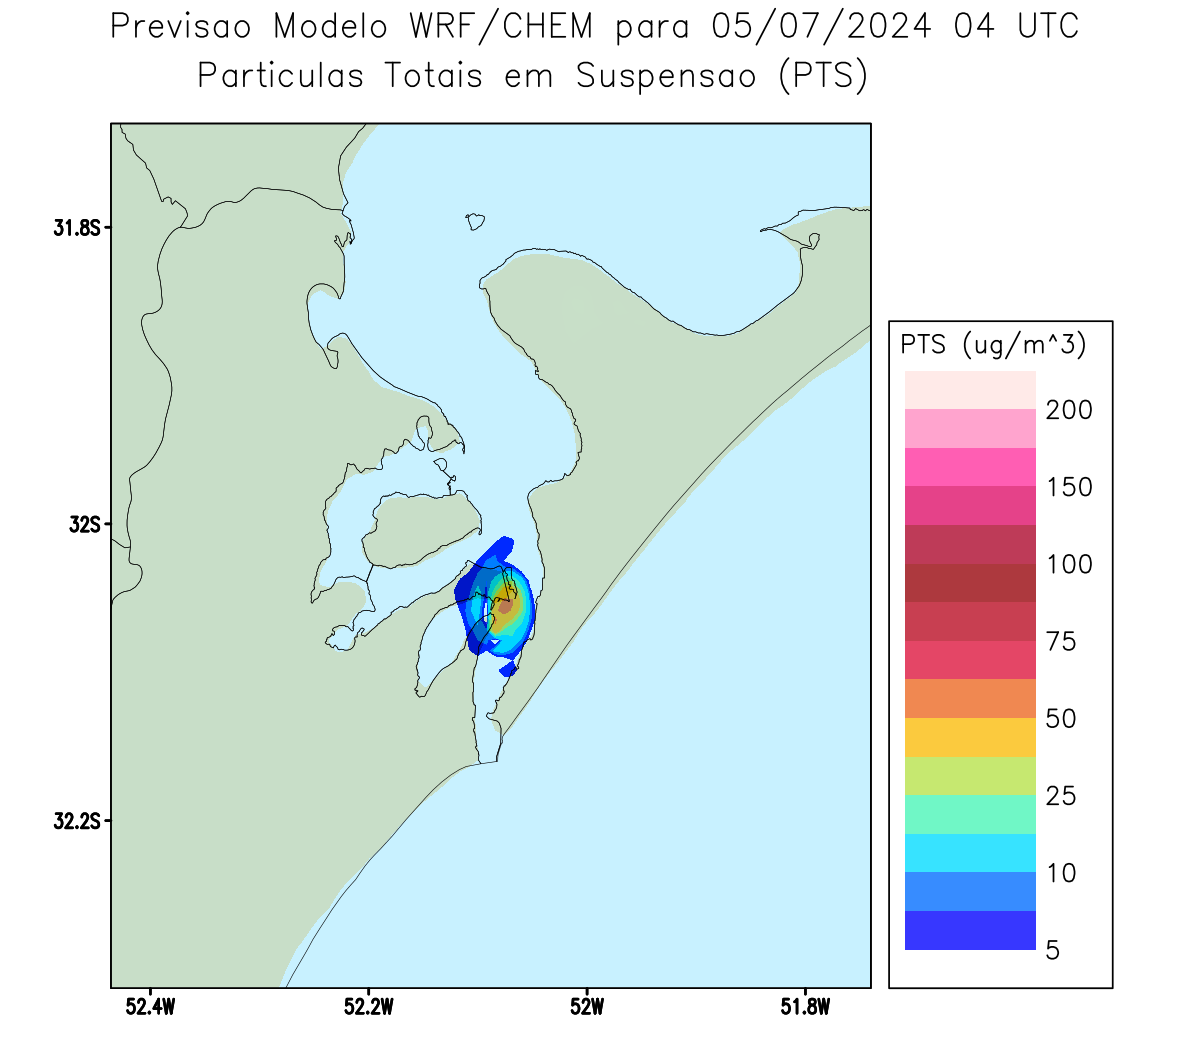 Previsao Modelo WRF/CHEM para 05/07/2024 04 UTC
Particulas Totais em Suspensao (PTS)
31.8S
32S
32.2S
52.4W
52.2W
52W
51.8W
PTS (ug/m^3)
200
150
100
75
50
25
10
5